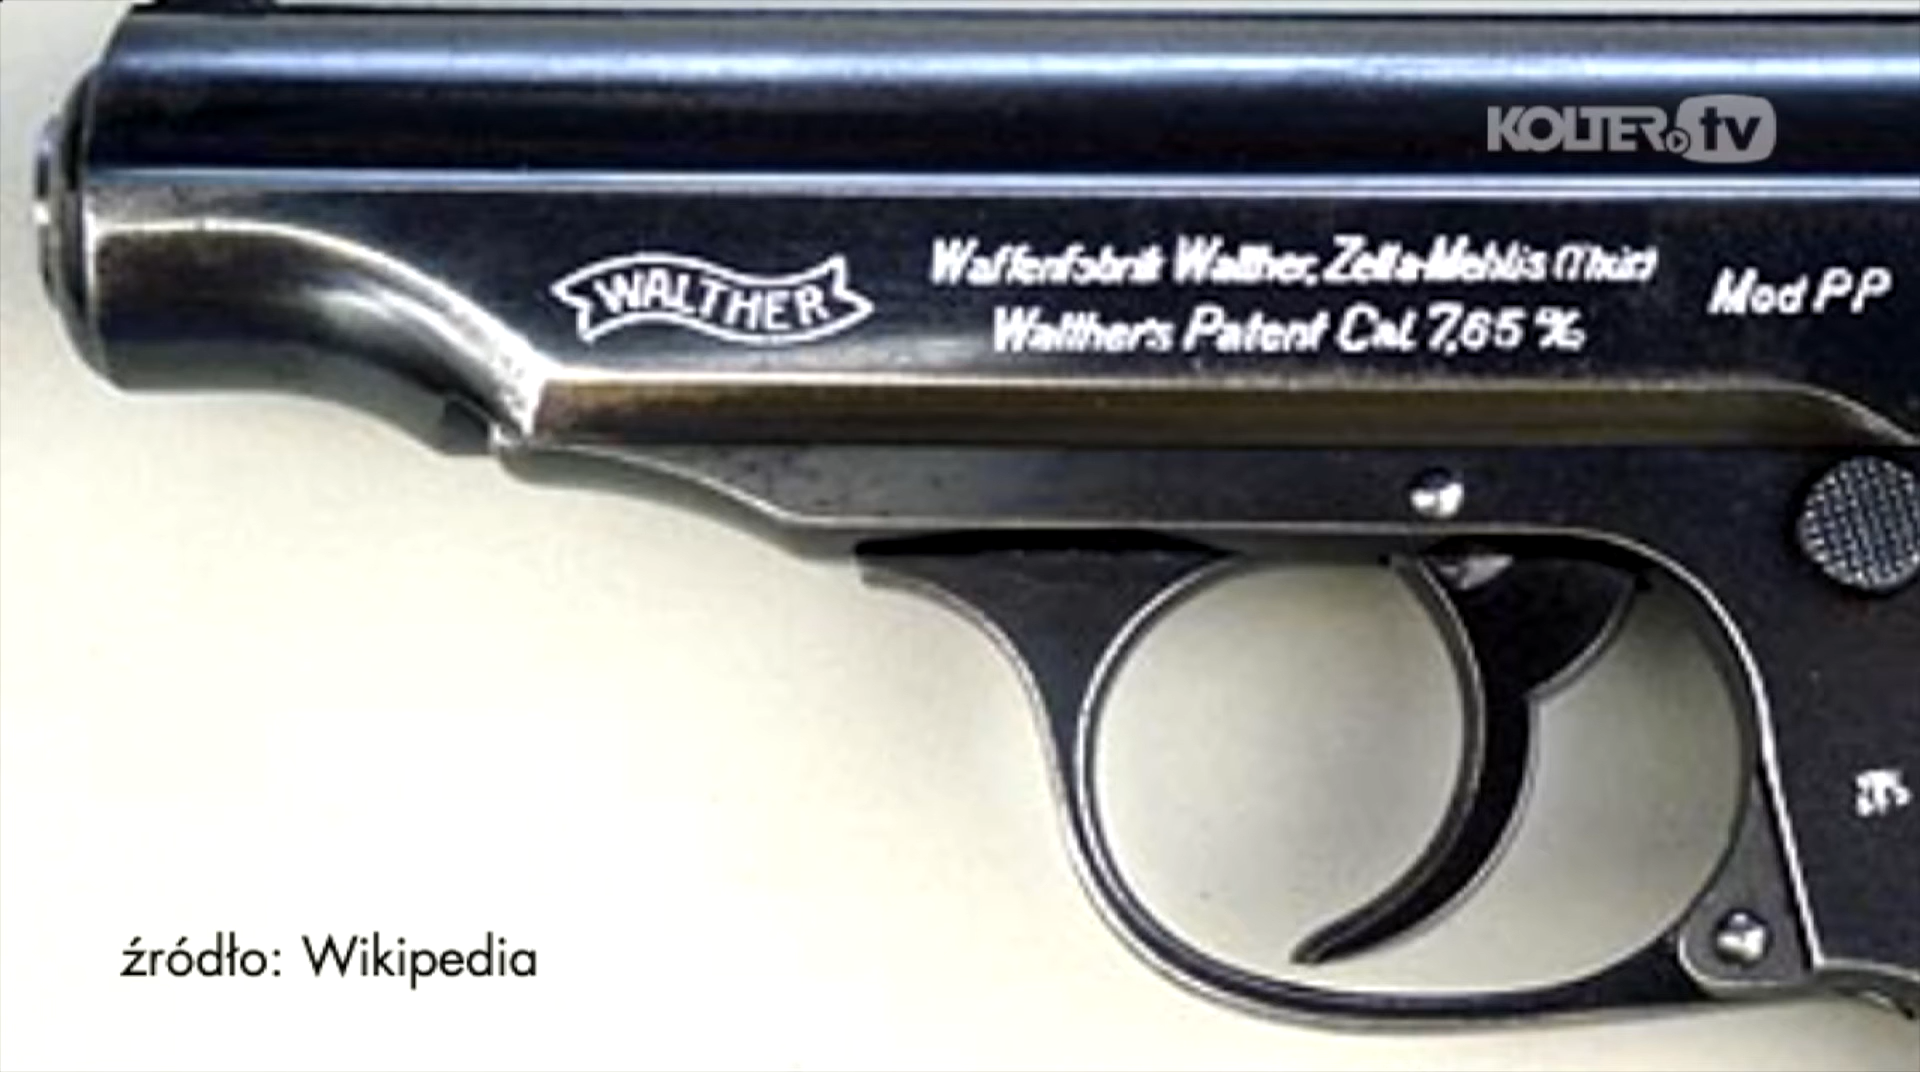 KOLTER.tv
WALTHER
Waffenfabrik Walther, Zella-Mehlis (Thür)
Walther's Patent Cal. 7,65 m/m
Mod PP
źródło: Wikipedia